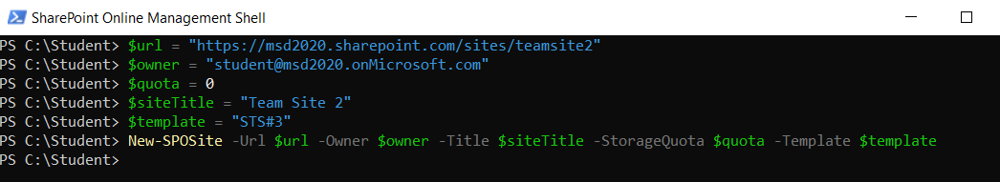 SharePoint Online Management Shell
PS C:\Student> $url = "https://msd2020.sharepoint.com/sites/teamsite2"
PS C:\Student> $owner = "student@msd2020.onMicrosoft.com"
PS C:\Student> $quota = 0
PS C:\Student> $siteTitle = "Team Site 2"
PS C:\Student> $template = "STS#3"
PS C:\Student> New-SPOSite -Url $url -Owner $owner -Title $siteTitle -StorageQuota $quota -Template $template
PS C:\Student>